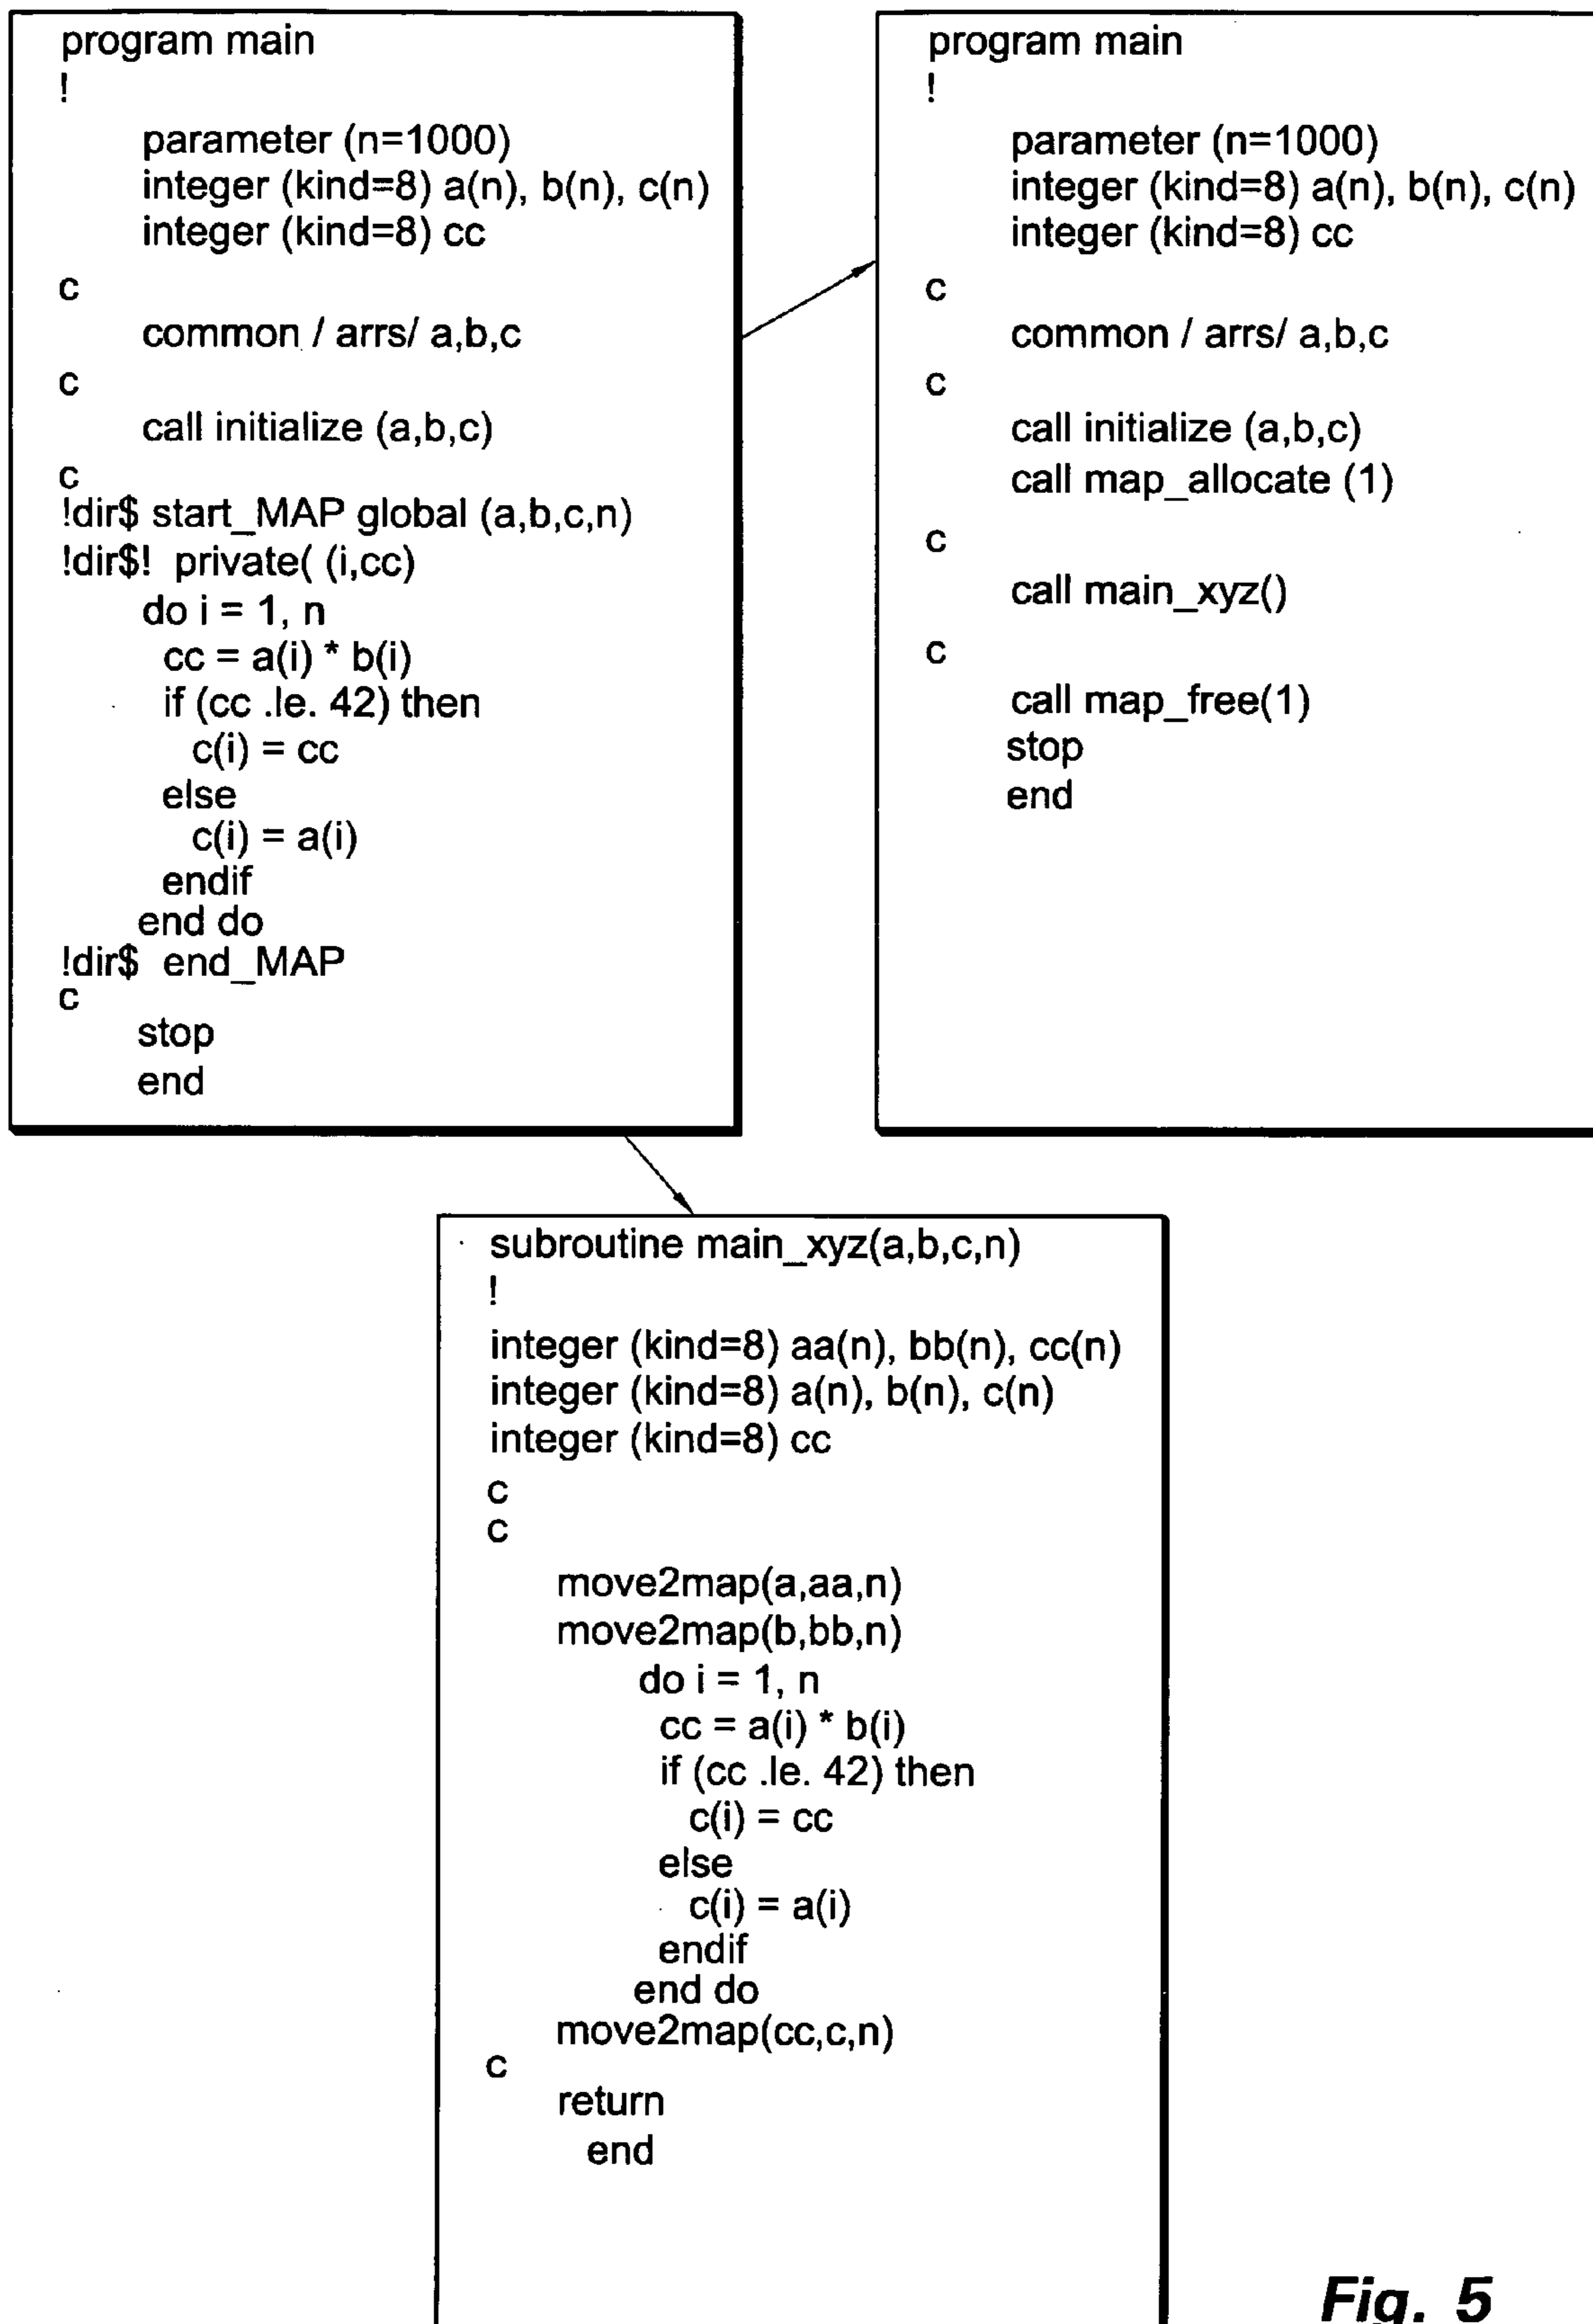 program main
!
parameter (n=1000)
integer (kind=8) a(n), b(n), c(n)
integer (kind=8) cc
c
common / arrs/ a,b,c
c
call initialize (a,b,c)
c
!dir$ start_MAP global (a,b,c,n)
!dir$! private( (i,cc)
do i = 1, n
cc = a(i) * b(i)
if (cc .le. 42) then
c(i) = cc
else
c(i) = a(i)
endif
end do
!dir$ end_MAP
c
stop
end
program main
!
parameter (n=1000)
integer (kind=8) a(n), b(n), c(n)
integer (kind=8) cc
c
common / arrs/ a,b,c
c
call initialize (a,b,c)
call map_allocate (1)
c
call main_xyz()
c
call map_free(1)
stop
end
subroutine main_xyz(a,b,c,n)
!
integer (kind=8) aa(n), bb(n), cc(n)
integer (kind=8) a(n), b(n), c(n)
integer (kind=8) cc
c
c
move2map(a,aa,n)
move2map(b,bb,n)
do i = 1, n
cc = a(i) * b(i)
if (cc .le. 42) then
c(i) = cc
else
c(i) = a(i)
endif
end do
move2map(cc,c,n)
c
return
end
Fig. 5